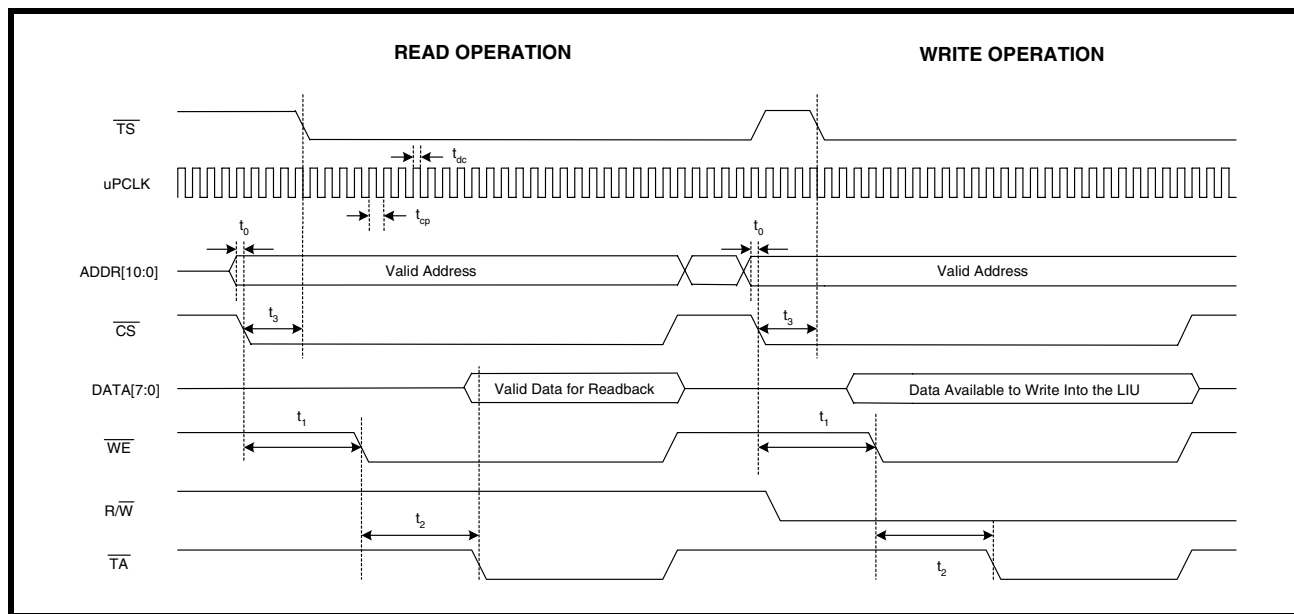 READ OPERATION WRITE OPERATION
TS
t_dc
uPCLK
t_cp
t_0 t_0
ADDR[10:0] Valid Address Valid Address
t_3 t_3
CS
DATA[7:0] Valid Data for Readback Data Available to Write Into the LIU
t_1 t_1
WE
R/W
t_2
TA t_2